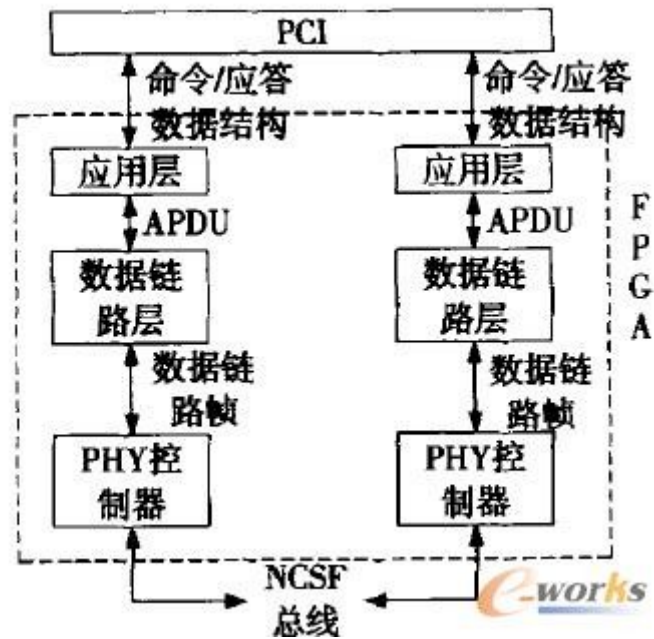 PCI
命令/应答
数据结构
命令/应答
数据结构
应用层
应用层
APDU
APDU
数据链
路层
数据链
路层
FPGA
数据链
路帧
数据链
路帧
PHY控
制器
PHY控
制器
NCSF
总线
e-works